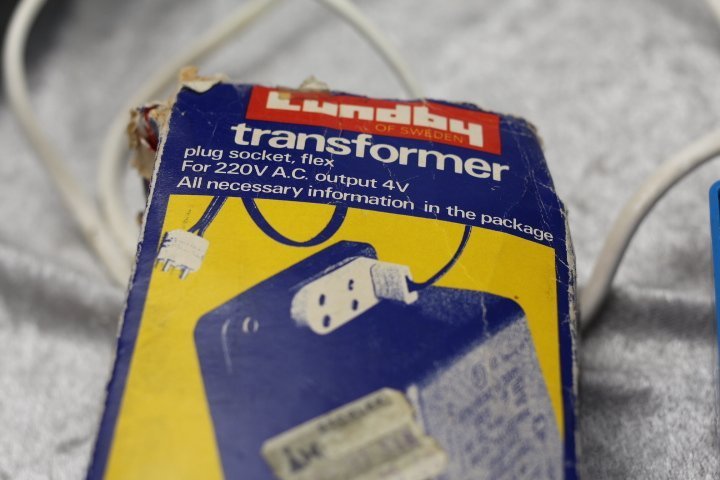 Lundby
OF SWEDEN
transformer
plug socket, flex
For 220V A.C. output 4V
All necessary information in the package